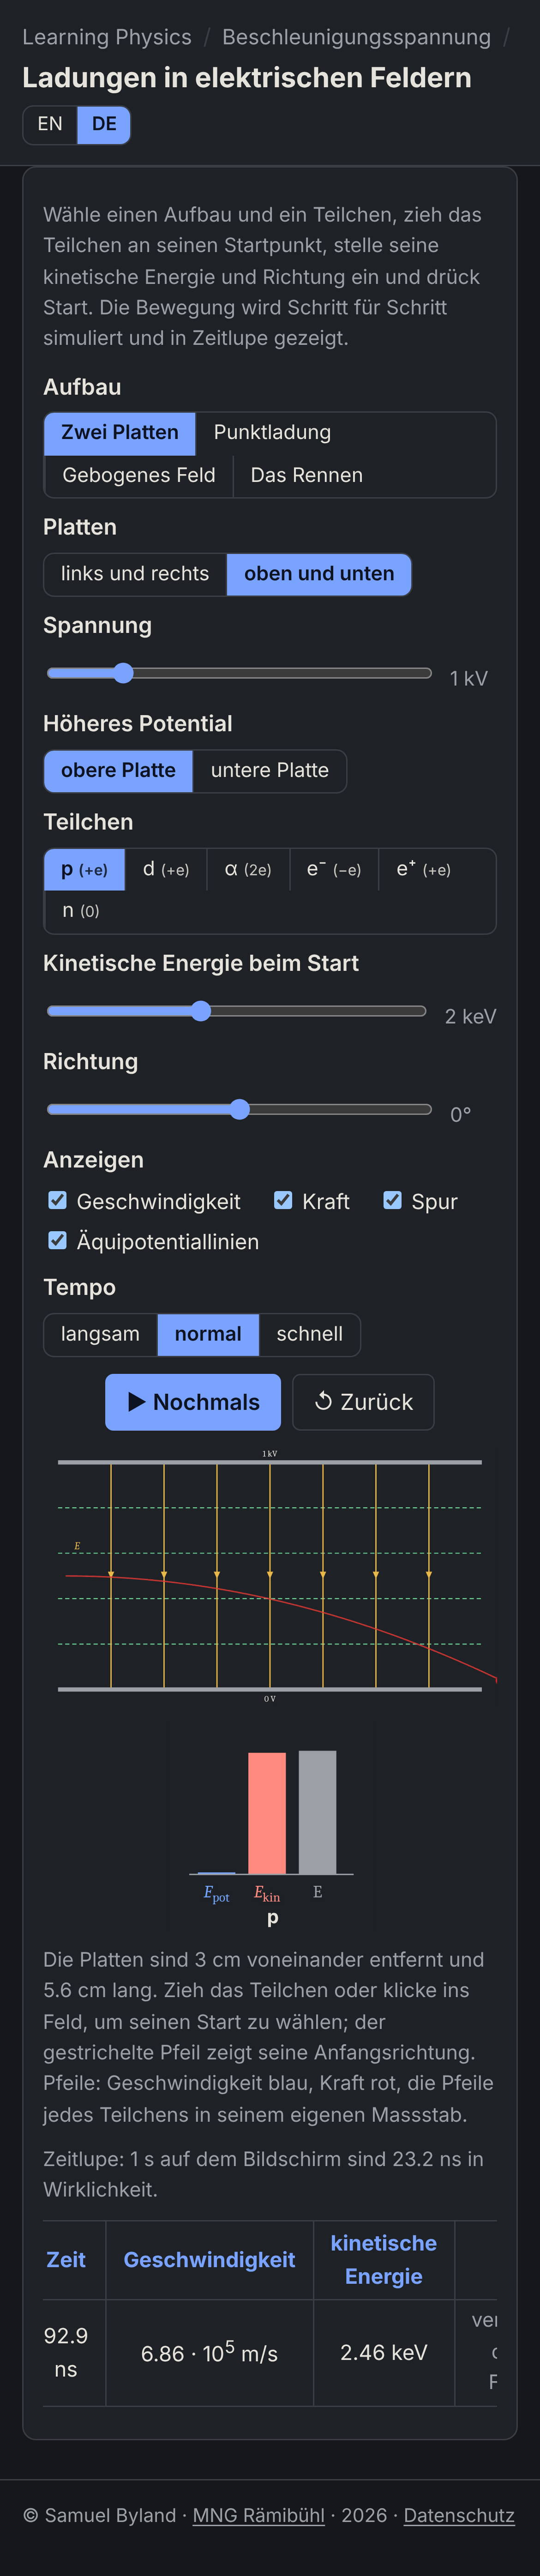 Learning Physics / Beschleunigungsspannung /
Ladungen in elektrischen Feldern
EN DE
Wähle einen Aufbau und ein Teilchen, zieh das
Teilchen an seinen Startpunkt, stelle seine
kinetische Energie und Richtung ein und drück
Start. Die Bewegung wird Schritt für Schritt
simuliert und in Zeitlupe gezeigt.
Aufbau
Zwei Platten Punktladung
Gebogenes Feld Das Rennen
Platten
links und rechts oben und unten
Spannung
1 kV
Höheres Potential
obere Platte untere Platte
Teilchen
p (+e) d (+e) α (2e) e⁻ (−e) e⁺ (+e)
n (0)
Kinetische Energie beim Start
2 keV
Richtung
0°
Anzeigen
Geschwindigkeit Kraft Spur
Äquipotentiallinien
Tempo
langsam normal schnell
▶ Nochmals ↺ Zurück
1 kV
E
0 V
Epot Ekin E
p
Die Platten sind 3 cm voneinander entfernt und
5.6 cm lang. Zieh das Teilchen oder klicke ins
Feld, um seinen Start zu wählen; der
gestrichelte Pfeil zeigt seine Anfangsrichtung.
Pfeile: Geschwindigkeit blau, Kraft rot, die Pfeile
jedes Teilchens in seinem eigenen Massstab.
Zeitlupe: 1 s auf dem Bildschirm sind 23.2 ns in
Wirklichkeit.
Zeit Geschwindigkeit kinetische
Energie
92.9
ns
6.86 · 10⁵ m/s 2.46 keV
© Samuel Byland · MNG Rämibühl · 2026 · Datenschutz